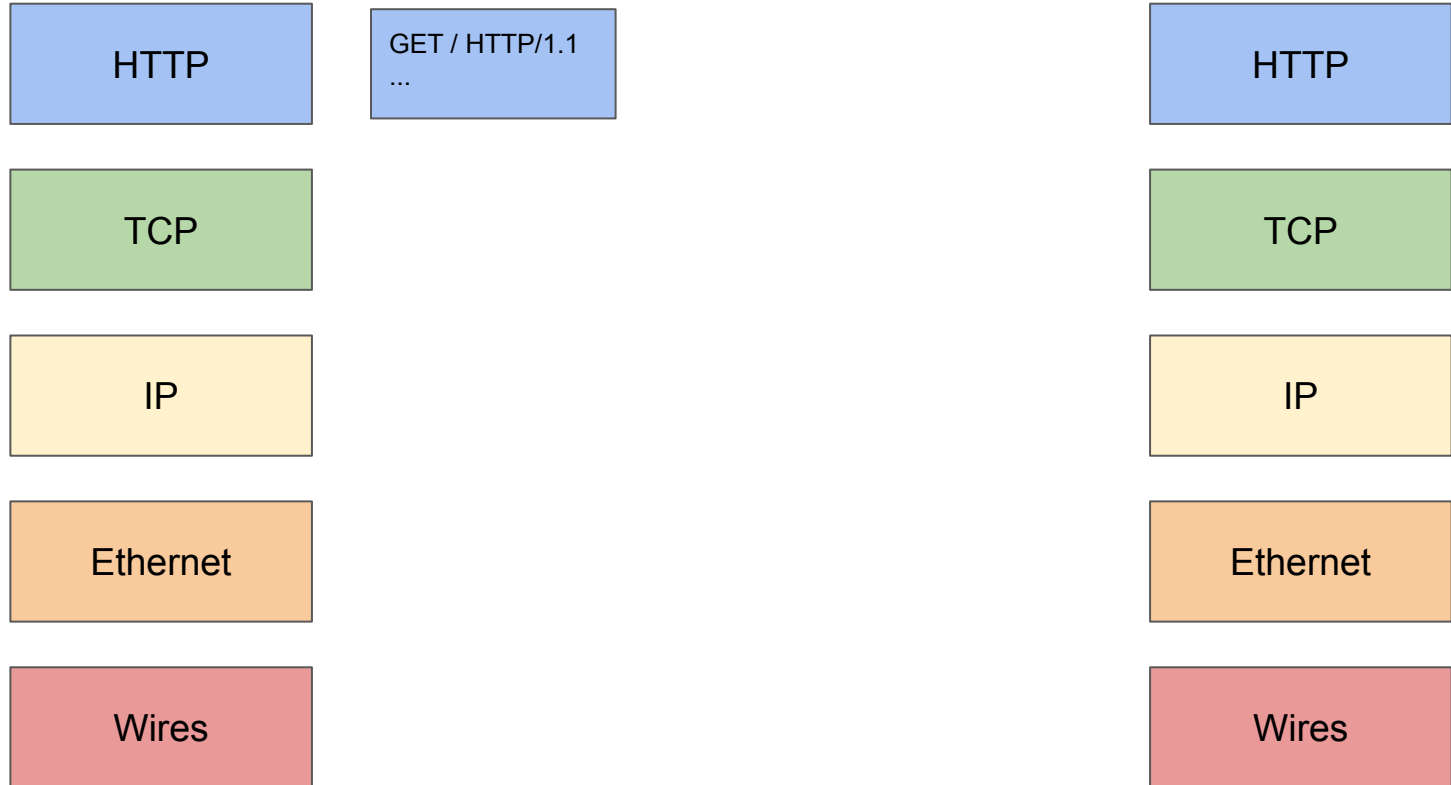 HTTP
GET / HTTP/1.1
...
HTTP
TCP
TCP
IP
IP
Ethernet
Ethernet
Wires
Wires